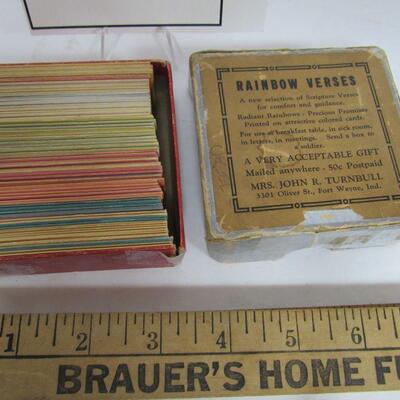 RAINBOW VERSES
A new selection of Scripture Verses
for comfort and guidance.
Radiant Rainbows - Precious Promises
Printed on attractive colored cards.
For use at breakfast table, in sick room,
in letters, in meetings. Send a box to
a soldier.
A VERY ACCEPTABLE GIFT
Mailed anywhere - 50c Postpaid
MRS. JOHN R. TURNBULL
3301 Oliver St., Fort Wayne, Ind.
1 2 3 4 5 6
BRAUER'S HOME